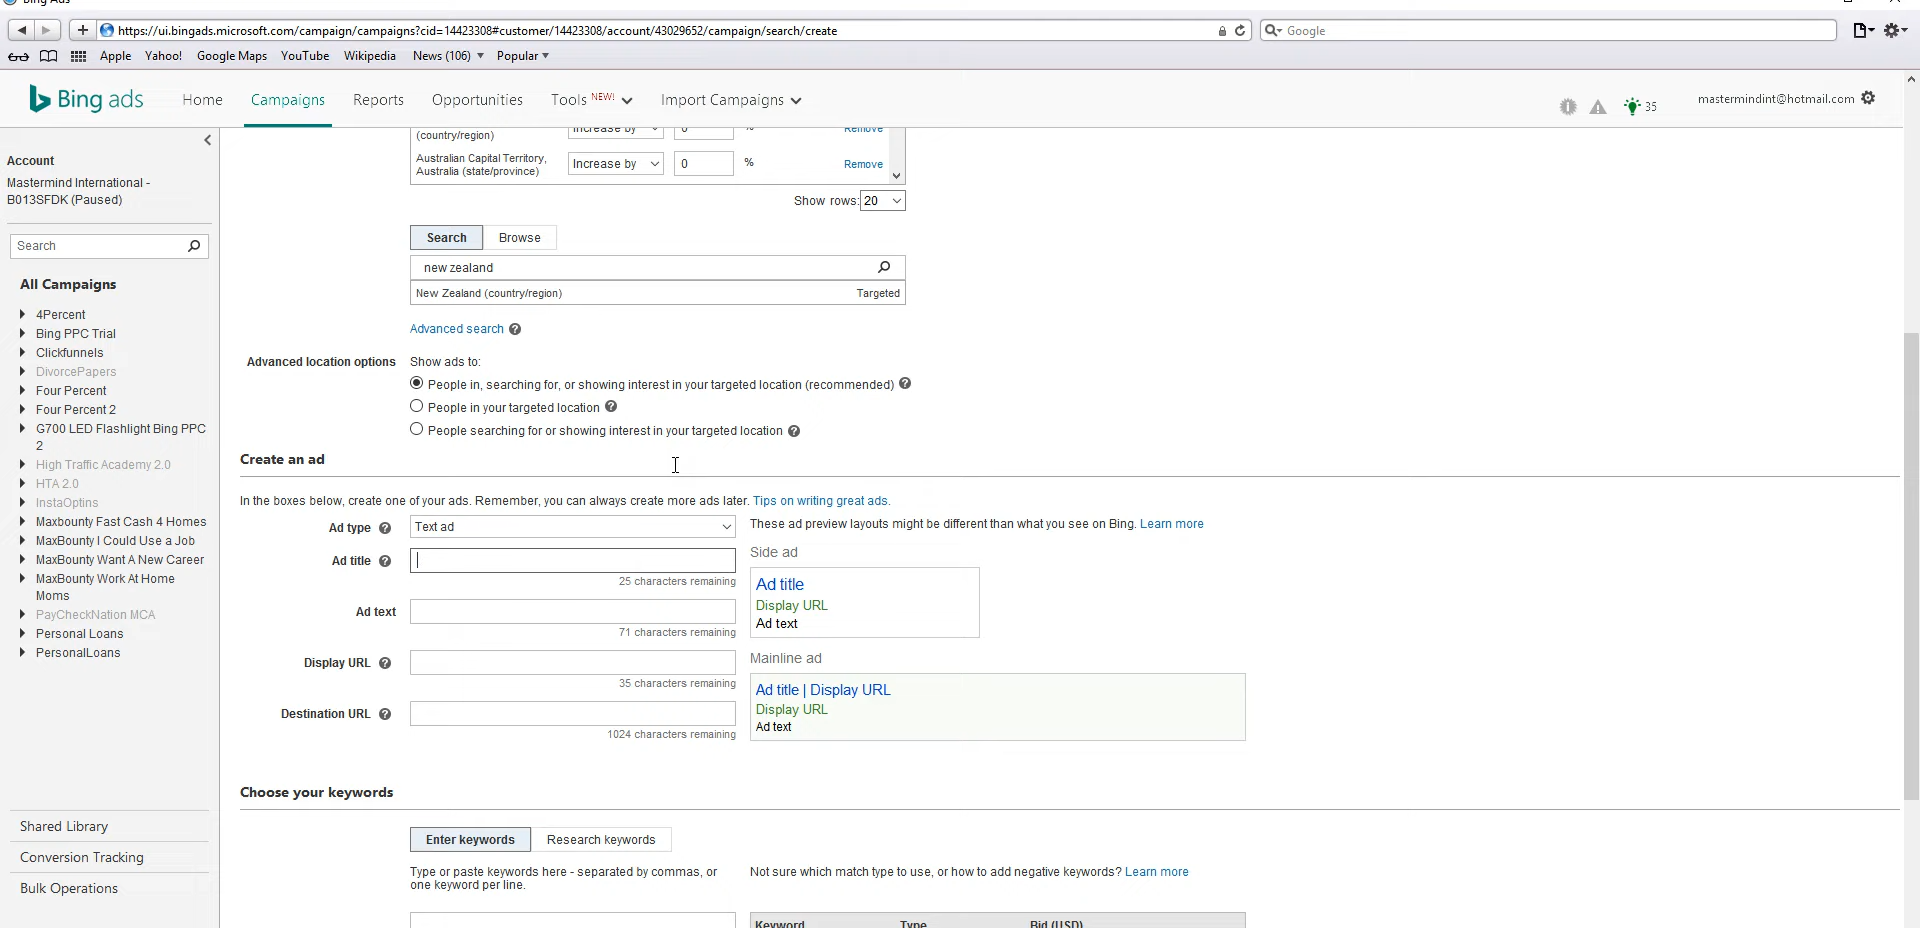 Bing Ads
https://ui.bingads.microsoft.com/campaign/campaigns?cid=14423308#customer/14423308/account/43029652/campaign/search/create
Google
Apple Yahoo! Google Maps YouTube Wikipedia News (106) Popular
Bing ads Home Campaigns Reports Opportunities Tools NEW! Import Campaigns 35 mastermindint@hotmail.com
Account
Mastermind International -
B013SFDK (Paused)
Search
All Campaigns
4Percent
Bing PPC Trial
Clickfunnels
DivorcePapers
Four Percent
Four Percent 2
G700 LED Flashlight Bing PPC
2
High Traffic Academy 2.0
HTA 2.0
InstaOptins
Maxbounty Fast Cash 4 Homes
MaxBounty I Could Use a Job
MaxBounty Want A New Career
MaxBounty Work At Home
Moms
PayCheckNation MCA
Personal Loans
PersonalLoans
Shared Library
Conversion Tracking
Bulk Operations
(country/region) Increase by 0 % Remove
Australian Capital Territory,
Australia (state/province) Increase by 0 % Remove
Show rows: 20
Search Browse
new zealand
New Zealand (country/region) Targeted
Advanced search
Advanced location options Show ads to:
People in, searching for, or showing interest in your targeted location (recommended)
People in your targeted location
People searching for or showing interest in your targeted location
Create an ad
In the boxes below, create one of your ads. Remember, you can always create more ads later. Tips on writing great ads.
Ad type Text ad
Ad title
25 characters remaining
Ad text
71 characters remaining
Display URL
35 characters remaining
Destination URL
1024 characters remaining
These ad preview layouts might be different than what you see on Bing. Learn more
Side ad
Ad title
Display URL
Ad text
Mainline ad
Ad title | Display URL
Display URL
Ad text
Choose your keywords
Enter keywords Research keywords
Type or paste keywords here - separated by commas, or
one keyword per line.
Not sure which match type to use, or how to add negative keywords? Learn more
Keyword Type Bid (USD)